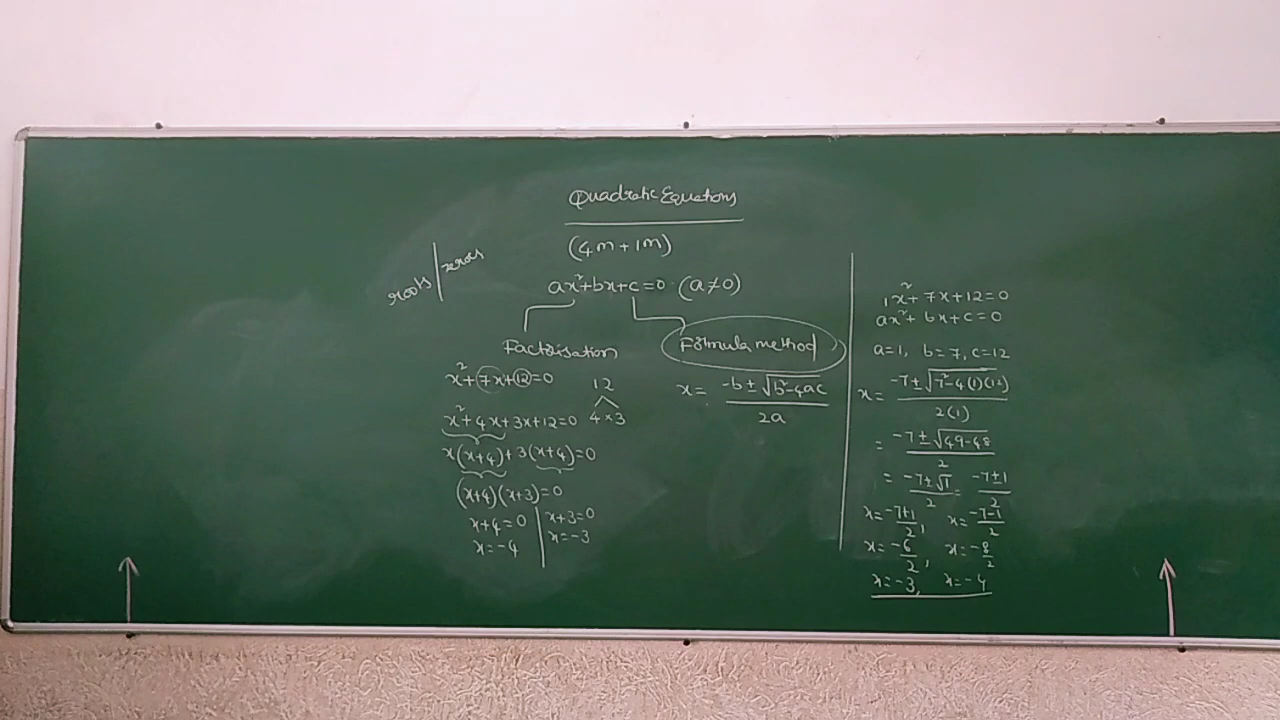 Quadratic Equations
(4m+1m)
roots | zeros
ax²+bx+c=0 (a≠0)
Factorisation
x²+7x+12=0
12
4×3
x²+4x+3x+12=0
x(x+4)+3(x+4)=0
(x+4)(x+3)=0
x+4=0 | x+3=0
x=-4 | x=-3
Formula method
x= (-b±√(b²-4ac))/2a
1x²+7x+12=0
ax²+bx+c=0
a=1, b=7, c=12
x= (-7±√(7²-4(1)(12)))/2(1)
= (-7±√(49-48))/2
= (-7±√1)/2 = (-7±1)/2
x= (-7+1)/2, x= (-7-1)/2
x= -6/2, x= -8/2
x=-3, x=-4